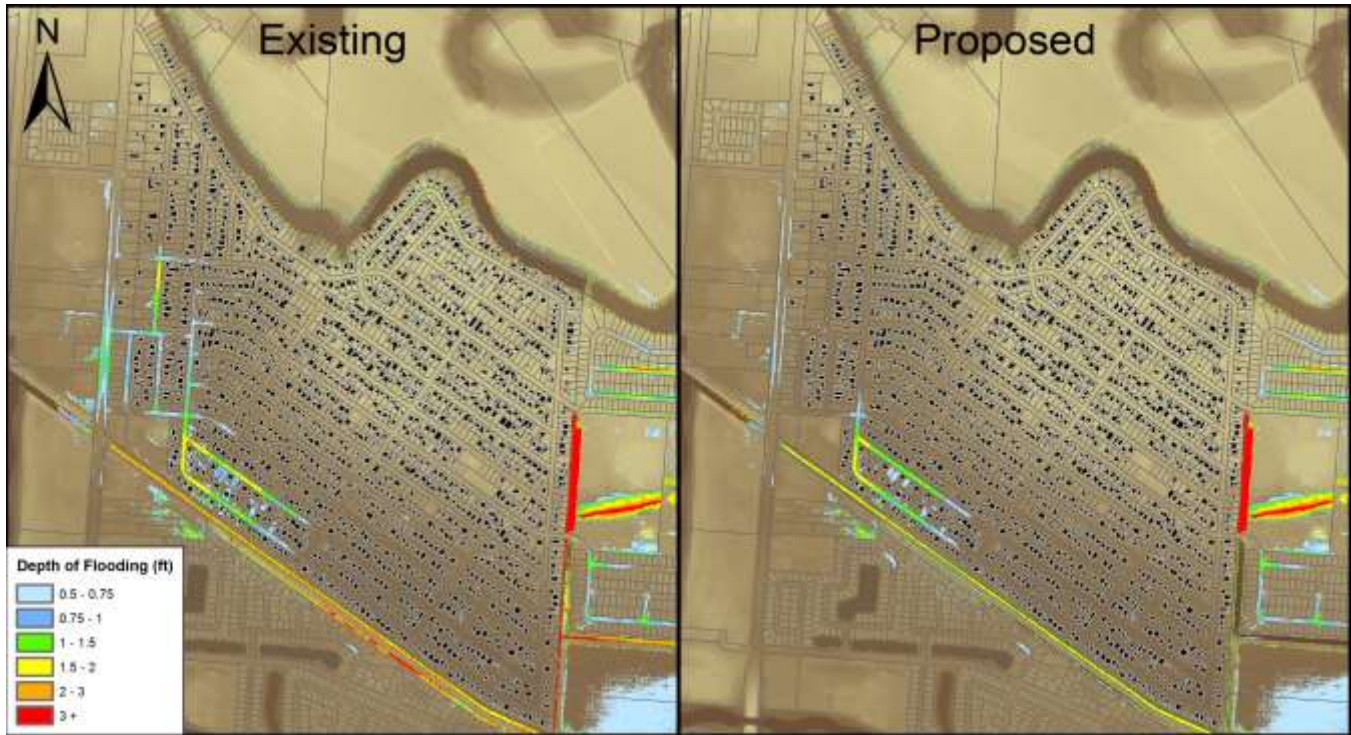 N
Existing
Proposed
Depth of Flooding (ft)
0.5 - 0.75
0.75 - 1
1 - 1.5
1.5 - 2
2 - 3
3 +